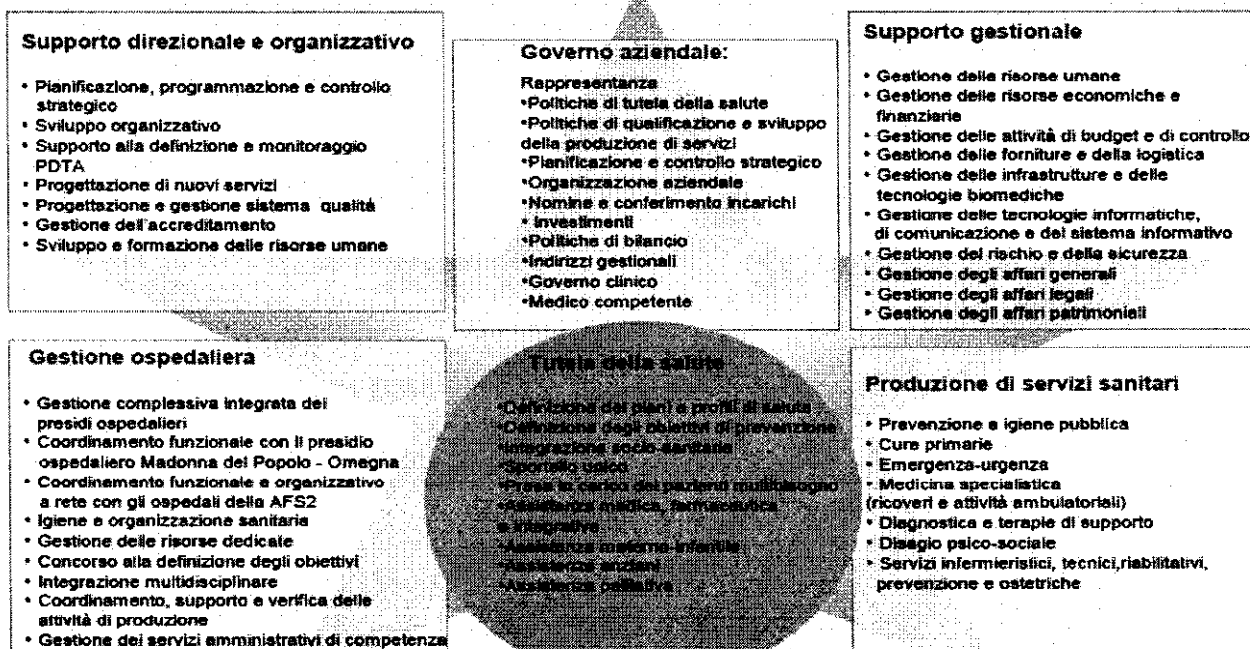 Supporto direzionale e organizzativo
• Pianificazione, programmazione e controllo
strategico
• Sviluppo organizzativo
• Supporto alla definizione e monitoraggio
PDTA
• Progettazione di nuovi servizi
• Progettazione e gestione sistema qualità
• Gestione dell'accreditamento
• Sviluppo e formazione delle risorse umane
Governo aziendale:
Rappresentanza
•Politiche di tutela della salute
•Politiche di qualificazione e sviluppo
della produzione di servizi
•Pianificazione e controllo strategico
•Organizzazione aziendale
•Nomine e conferimento incarichi
• Investimenti
•Politiche di bilancio
•Indirizzi gestionali
•Governo clinico
•Medico competente
Supporto gestionale
• Gestione delle risorse umane
• Gestione delle risorse economiche e
finanziarie
• Gestione delle attività di budget e di controllo
• Gestione delle forniture e della logistica
• Gestione delle infrastrutture e delle
tecnologie biomediche
• Gestione delle tecnologie informatiche,
di comunicazione e del sistema informativo
• Gestione del rischio e della sicurezza
• Gestione degli affari generali
• Gestione degli affari legali
• Gestione degli affari patrimoniali
Gestione ospedaliera
• Gestione complessiva integrata dei
presidi ospedalieri
• Coordinamento funzionale con il presidio
ospedaliero Madonna del Popolo - Omegna
• Coordinamento funzionale e organizzativo
a rete con gli ospedali della AFS2
• Igiene e organizzazione sanitaria
• Gestione delle risorse dedicate
• Concorso alla definizione degli obiettivi
• Integrazione multidisciplinare
• Coordinamento, supporto e verifica delle
attività di produzione
• Gestione dei servizi amministrativi di competenza
Tutela della salute
•Definizione dei piani e profili di salute
•Definizione degli obiettivi di prevenzione
•Integrazione socio-sanitaria
•Sportello unico
•Presa in carico dei pazienti multibisogno
•Assistenza medica, farmaceutica
e integrativa
•Assistenza materno-infantile
•Assistenza anziani
•Assistenza palliativa
Produzione di servizi sanitari
• Prevenzione e igiene pubblica
• Cure primarie
• Emergenza-urgenza
• Medicina specialistica
(ricoveri e attività ambulatoriali)
• Diagnostica e terapie di supporto
• Disagio psico-sociale
• Servizi infermieristici, tecnici,riabilitativi,
prevenzione e ostetriche